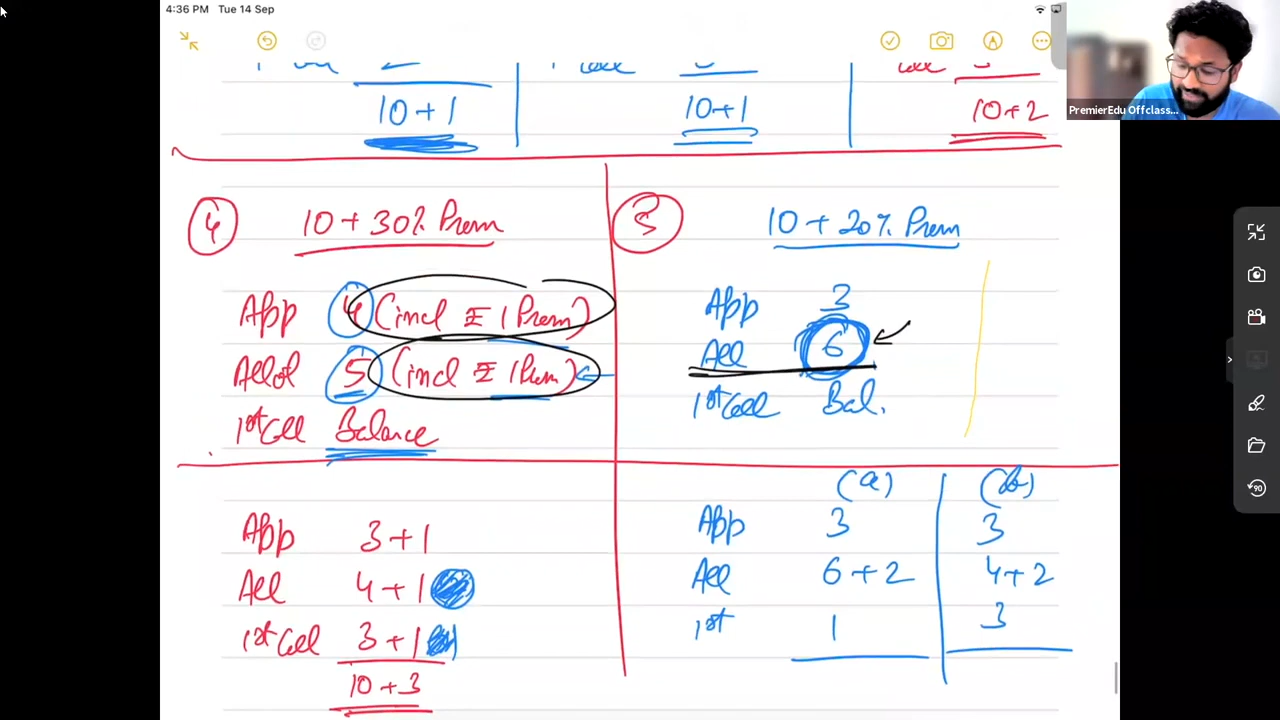 4:36 PM Tue 14 Sep
PremierEdu Offclass...
10+1
10+1
10+2
④ 10 + 30% Prem
App 4 (incl ₹ 1 Prem)
Allot 5 (incl ₹ 1 Prem)
1st Call Balance
App 3+1
All 4+1
1st Call 3+1
10+3
⑤ 10 + 20% Prem
App 3
All 6
1st Call Bal.
(a) (b)
App 3 3
All 6+2 4+2
1st 1 3
90